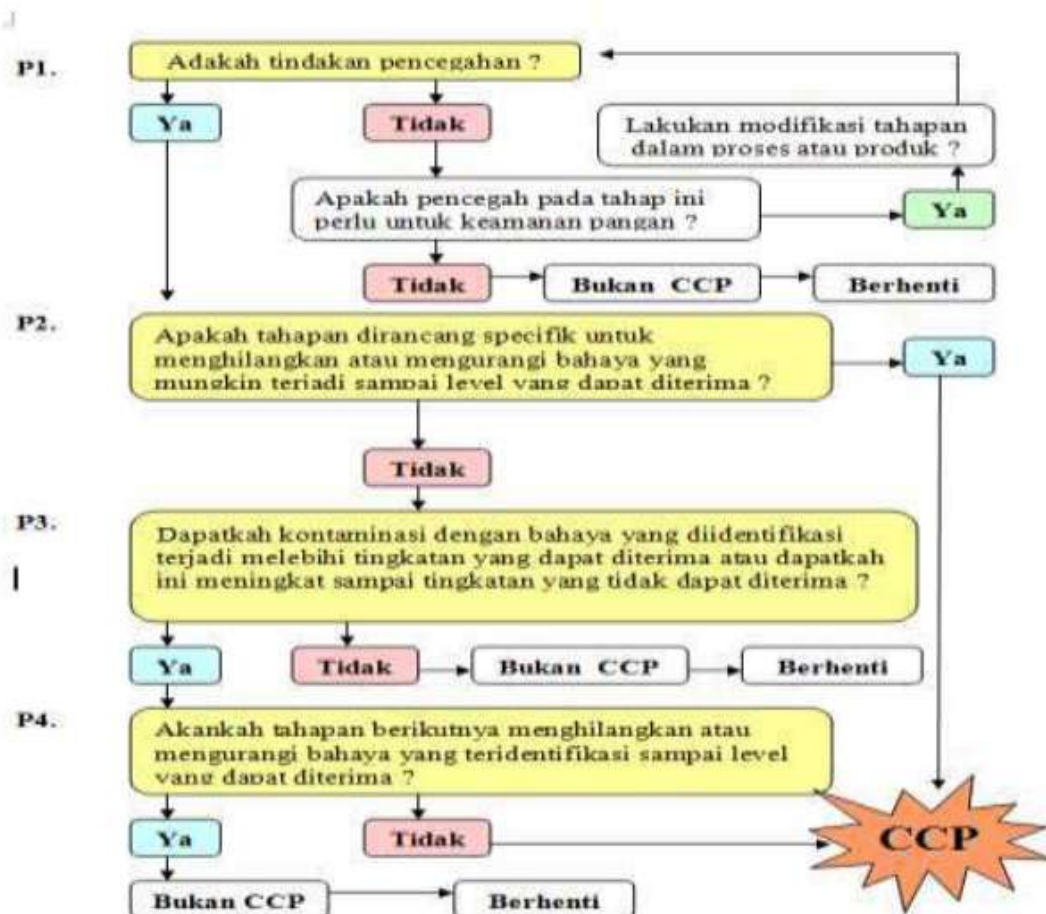 P1.
Adakah tindakan pencegahan ?
Ya
Tidak
Lakukan modifikasi tahapan
dalam proses atau produk ?
Apakah pencegah pada tahap ini
perlu untuk keamanan pangan ?
Ya
Tidak
Bukan CCP
Berhenti
P2.
Apakah tahapan dirancang specifik untuk
menghilangkan atau mengurangi bahaya yang
mungkin terjadi sampai level yang dapat diterima ?
Ya
Tidak
P3.
Dapatkah kontaminasi dengan bahaya yang diidentifikasi
terjadi melebihi tingkatan yang dapat diterima atau dapatkah
ini meningkat sampai tingkatan yang tidak dapat diterima ?
Ya
Tidak
Bukan CCP
Berhenti
P4.
Akankah tahapan berikutnya menghilangkan atau
mengurangi bahaya yang teridentifikasi sampai level
yang dapat diterima ?
Ya
Tidak
CCP
Bukan CCP
Berhenti